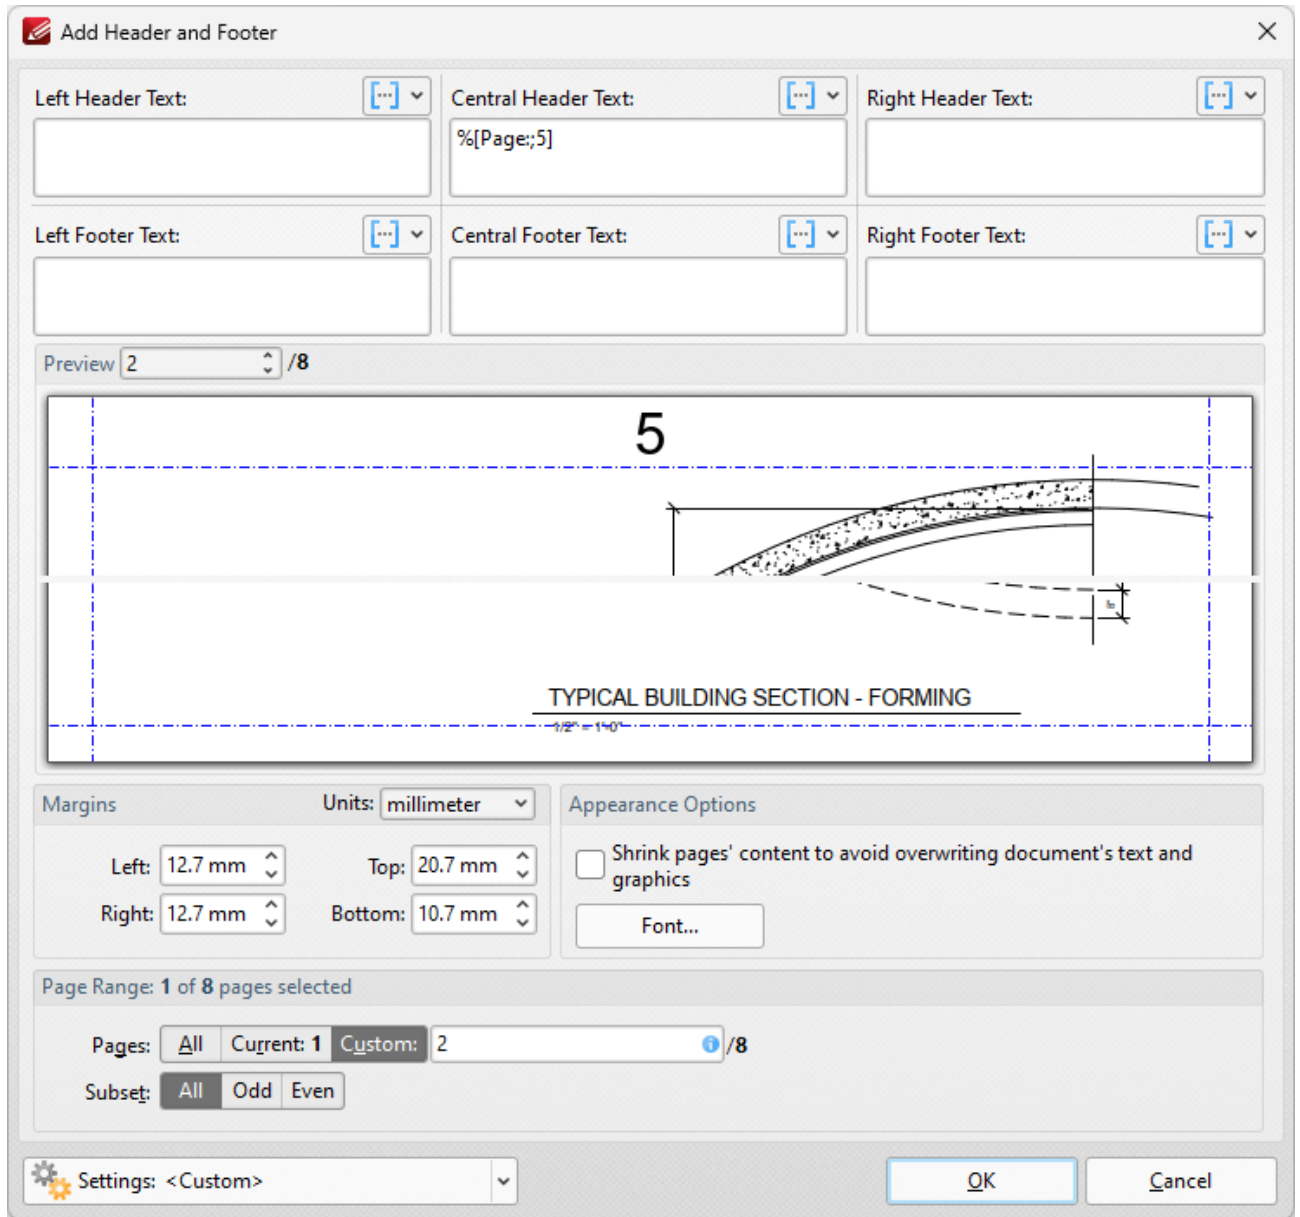 Add Header and Footer
Left Header Text:
Central Header Text:
Right Header Text:
%[Page:;5]
Left Footer Text:
Central Footer Text:
Right Footer Text:
Preview 2 /8
5
TYPICAL BUILDING SECTION - FORMING
1/2" = 1'-0"
Margins
Units: millimeter
Left: 12.7 mm
Top: 20.7 mm
Right: 12.7 mm
Bottom: 10.7 mm
Appearance Options
Shrink pages' content to avoid overwriting document's text and
graphics
Font...
Page Range: 1 of 8 pages selected
Pages: All Current: 1 Custom: 2 /8
Subset: All Odd Even
Settings: <Custom>
OK
Cancel